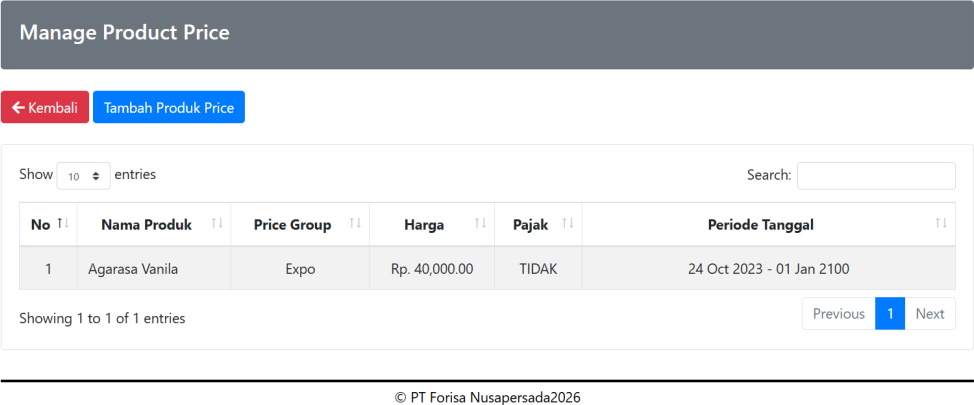 Manage Product Price
Kembali Tambah Produk Price
Show 10 entries Search:
No Nama Produk Price Group Harga Pajak Periode Tanggal
1 Agarasa Vanila Expo Rp. 40,000.00 TIDAK 24 Oct 2023 - 01 Jan 2100
Showing 1 to 1 of 1 entries Previous 1 Next
© PT Forisa Nusapersada2026